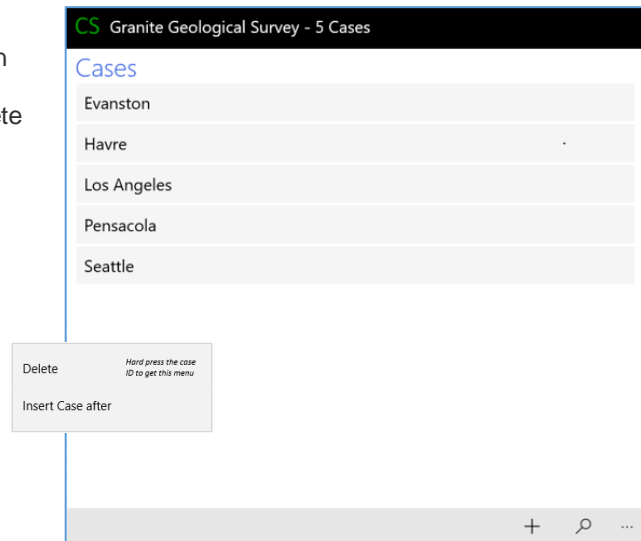 CS Granite Geological Survey - 5 Cases
Cases
Evanston
Havre
Los Angeles
Pensacola
Seattle
Delete
Hard press the case
ID to get this menu
Insert Case after
...